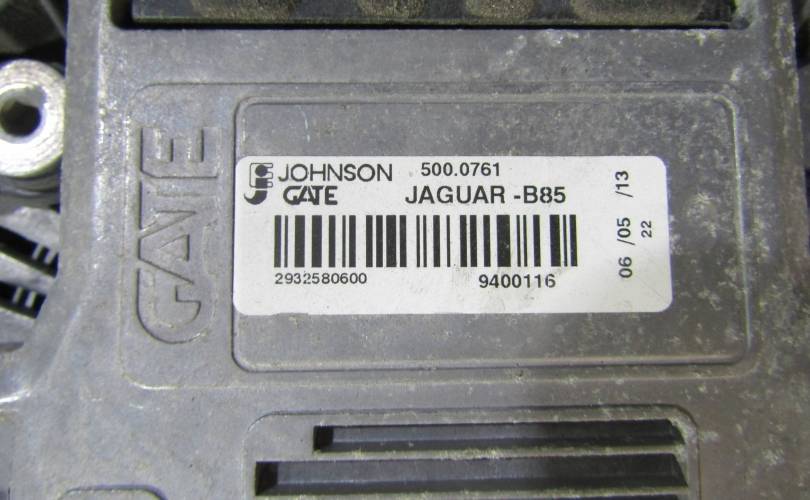 GATE
JOHNSON 500.0761
GATE JAGUAR -B85
2932580600 9400116
06 /05 /13
22